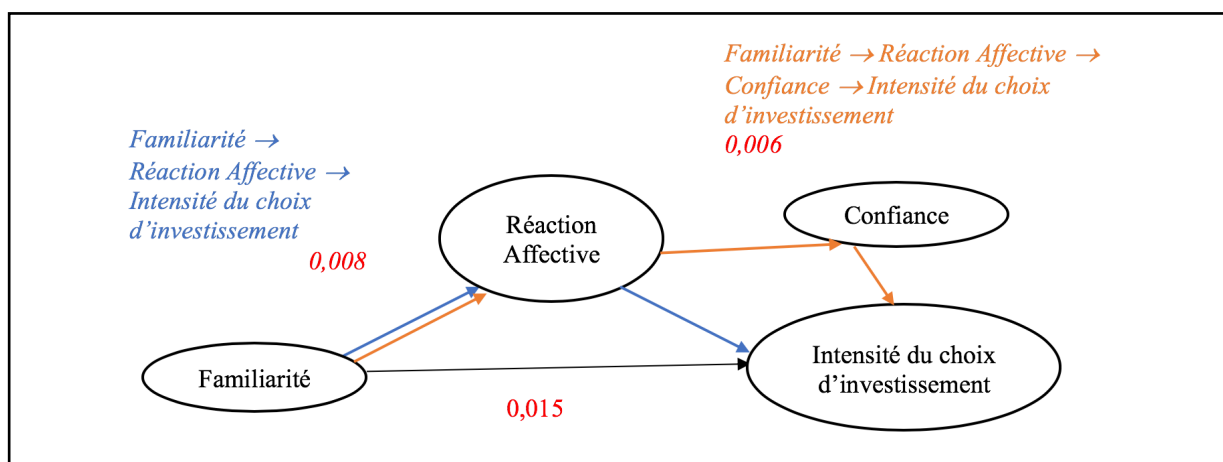 Familiarité → Réaction Affective →
Confiance → Intensité du choix
d’investissement
0,006
Familiarité →
Réaction Affective →
Intensité du choix
d’investissement
0,008
Réaction
Affective
Confiance
Familiarité
Intensité du choix
d’investissement
0,015